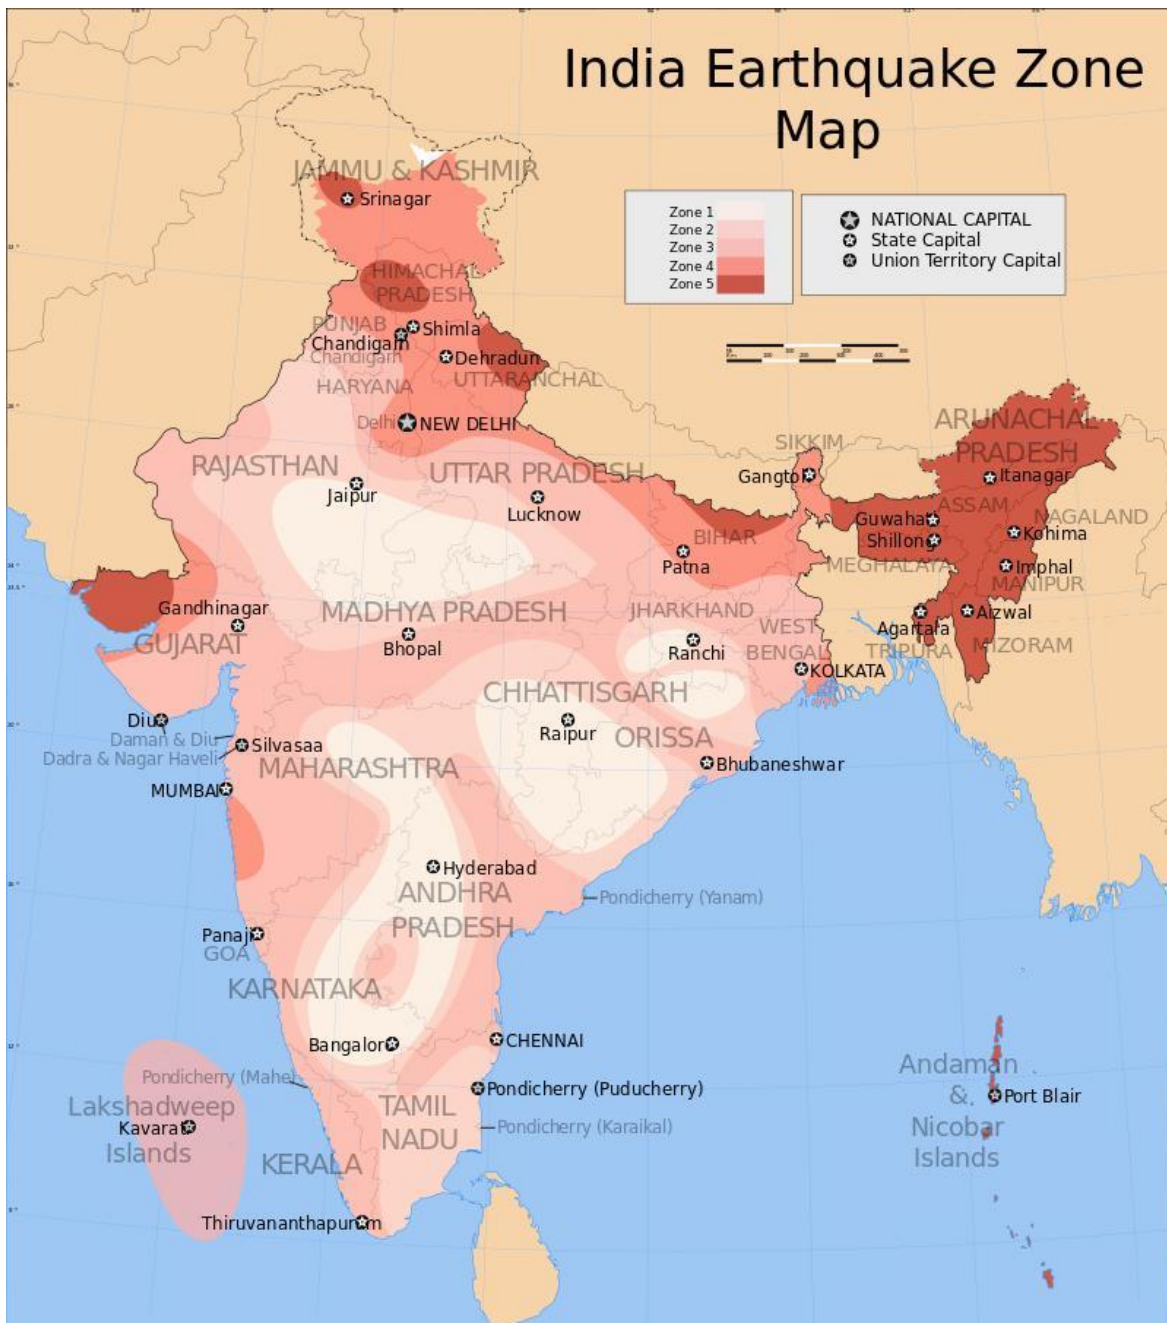 India Earthquake Zone
Map
JAMMU & KASHMIR
Srinagar
Zone 1
Zone 2
Zone 3
Zone 4
Zone 5
NATIONAL CAPITAL
State Capital
Union Territory Capital
HIMACHAL
PRADESH
PUNJAB
Shimla
Chandigarh
Chandigarh
Dehradun
HARYANA
UTTARANCHAL
Delhi
NEW DELHI
ARUNACHAL
PRADESH
SIKKIM
RAJASTHAN
UTTAR PRADESH
Gangto
Itanagar
Jaipur
Lucknow
ASSAM
NAGALAND
Guwahat
Kohima
BIHAR
Shillong
Patna
MEGHALAYA
Imphal
MANIPUR
Gandhinagar
MADHYA PRADESH
JHARKHAND
Aizwal
WEST
BENGAL
Agartala
GUJARAT
Bhopal
Ranchi
TRIPURA
MIZORAM
KOLKATA
CHHATTISGARH
Diu
Raipur
ORISSA
Daman & Diu
Silvasaa
Dadra & Nagar Haveli
MAHARASHTRA
Bhubaneshwar
MUMBAI
Hyderabad
ANDHRA
PRADESH
Pondicherry (Yanam)
Panaji
GOA
KARNATAKA
Bangalor
CHENNAI
Andaman
&
Nicobar
Islands
Port Blair
Pondicherry (Mahe)
Pondicherry (Puducherry)
Lakshadweep
Islands
Kavarat
TAMIL
NADU
Pondicherry (Karaikal)
KERALA
Thiruvananthapuram